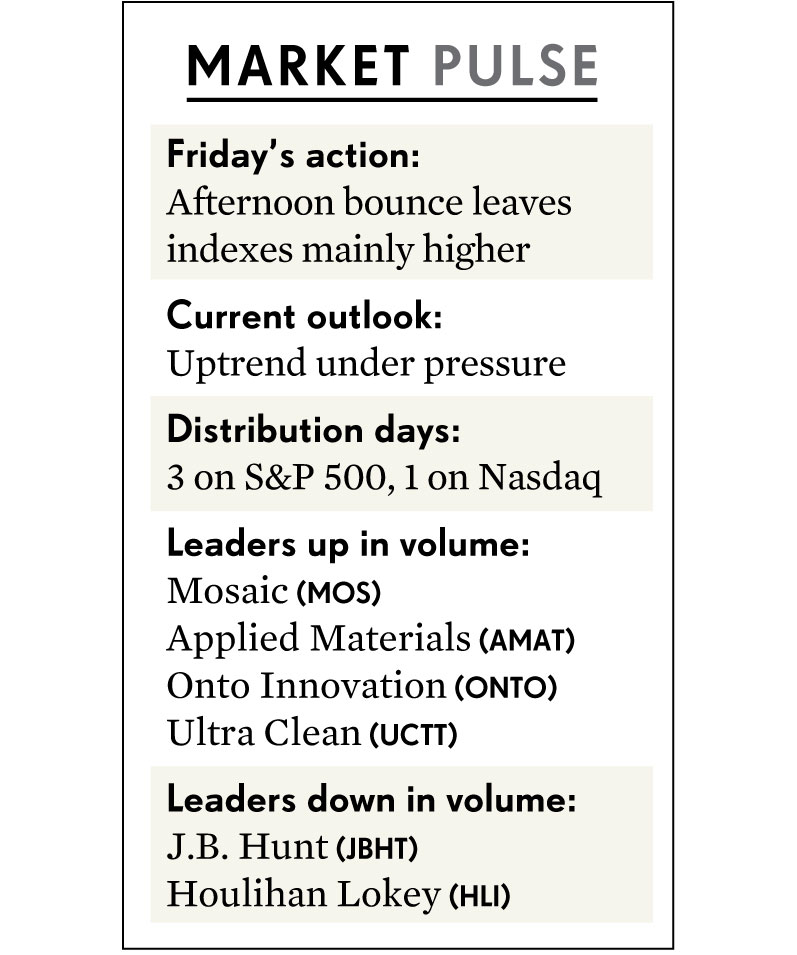 MARKET PULSE
Friday’s action:
Afternoon bounce leaves
indexes mainly higher
Current outlook:
Uptrend under pressure
Distribution days:
3 on S&P 500, 1 on Nasdaq
Leaders up in volume:
Mosaic (MOS)
Applied Materials (AMAT)
Onto Innovation (ONTO)
Ultra Clean (UCTT)
Leaders down in volume:
J.B. Hunt (JBHT)
Houlihan Lokey (HLI)